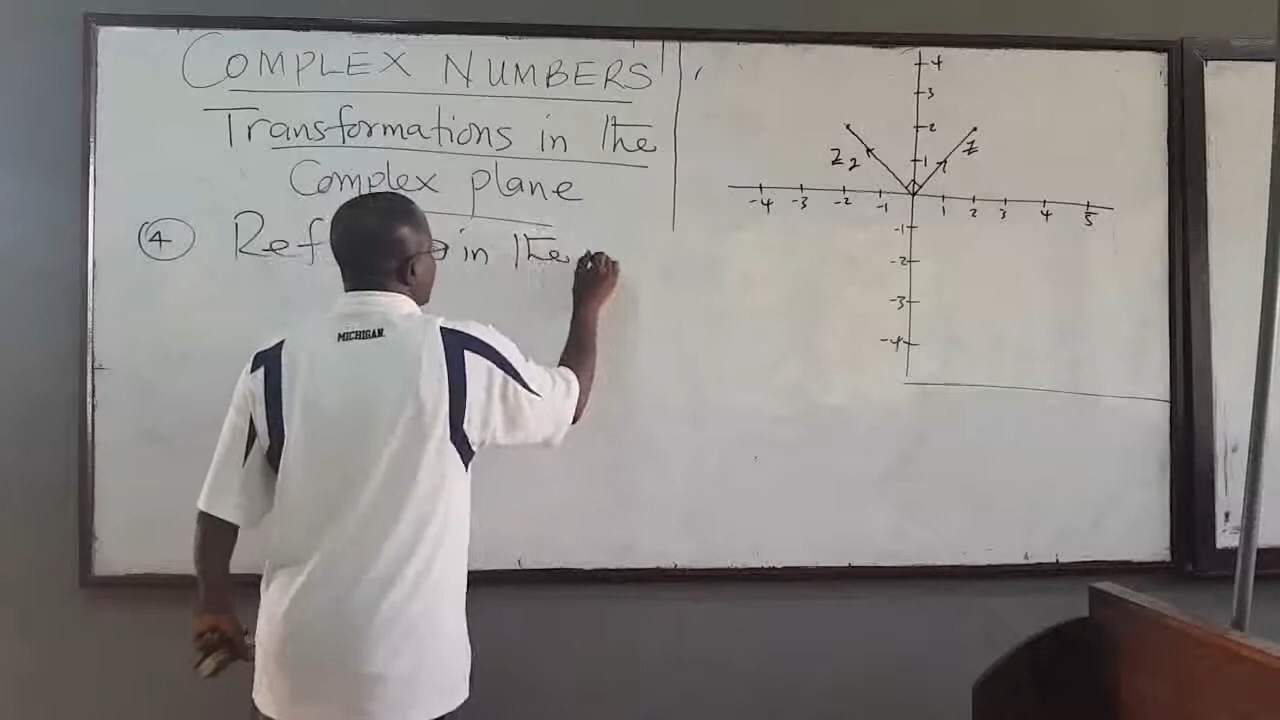 COMPLEX NUMBERS
Transformations in the
Complex plane
4 Ref in the
MICHIGAN
4
3
2
1
Z2
Z
-4 -3 -2 -1 1 2 3 4 5
-1
-2
-3
-4